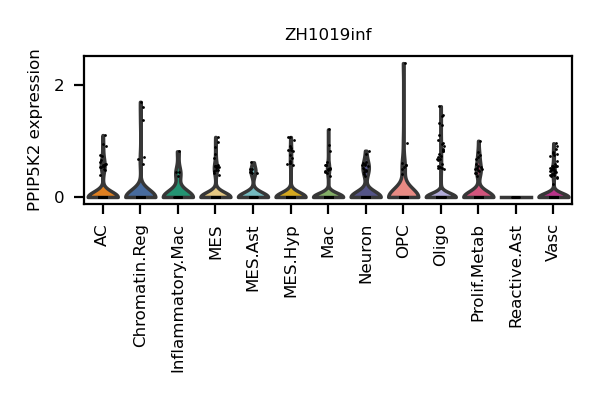 ZH1019inf
PPIP5K2 expression
2
0
AC
Chromatin.Reg
Inflammatory.Mac
MES
MES.Ast
MES.Hyp
Mac
Neuron
OPC
Oligo
Prolif.Metab
Reactive.Ast
Vasc